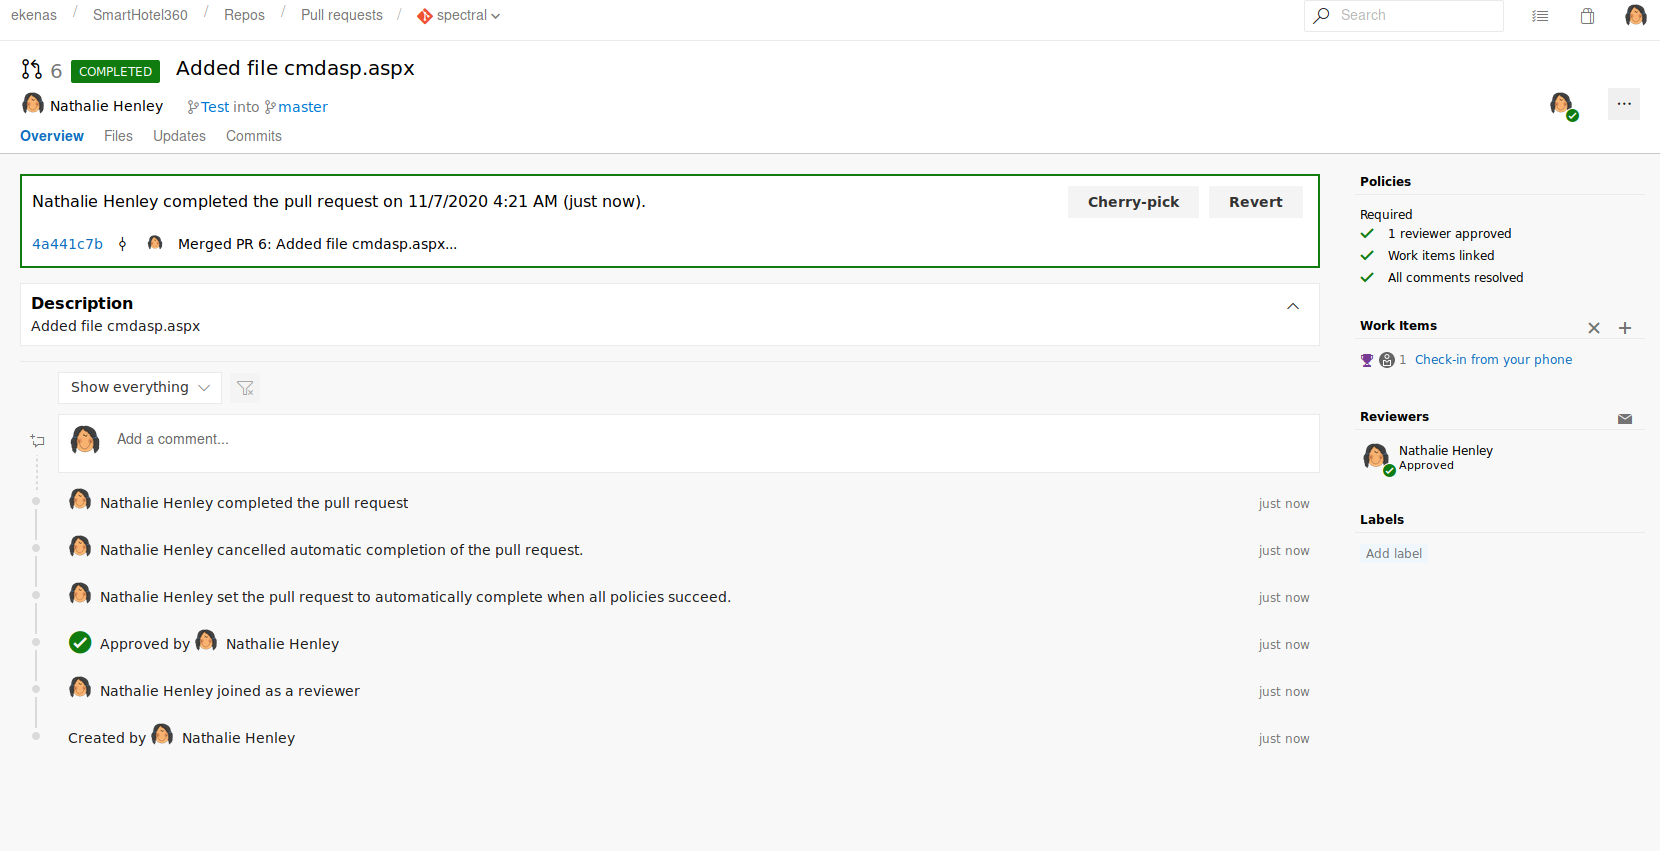 ekenas / SmartHotel360 / Repos / Pull requests / spectral
Search
6 COMPLETED Added file cmdasp.aspx
Nathalie Henley Test into master
Overview Files Updates Commits
Nathalie Henley completed the pull request on 11/7/2020 4:21 AM (just now).
Cherry-pick Revert
4a441c7b Merged PR 6: Added file cmdasp.aspx...
Description
Added file cmdasp.aspx
Show everything
Add a comment...
Nathalie Henley completed the pull request just now
Nathalie Henley cancelled automatic completion of the pull request. just now
Nathalie Henley set the pull request to automatically complete when all policies succeed. just now
Approved by Nathalie Henley just now
Nathalie Henley joined as a reviewer just now
Created by Nathalie Henley just now
Policies
Required
1 reviewer approved
Work items linked
All comments resolved
Work Items
1 Check-in from your phone
Reviewers
Nathalie Henley
Approved
Labels
Add label